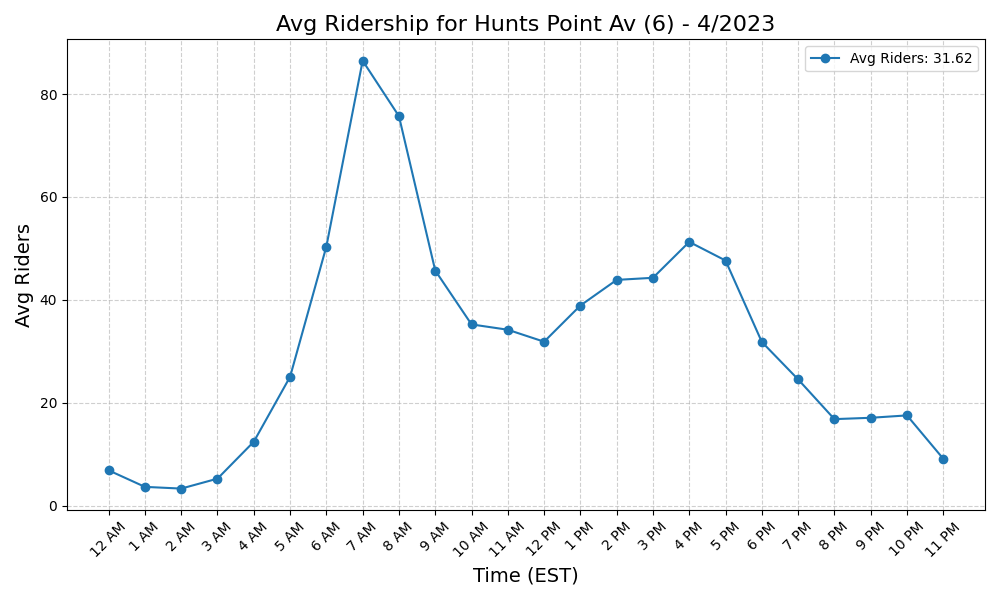 Avg Ridership for Hunts Point Av (6) - 4/2023
Avg Riders: 31.62
Avg Riders
80
60
40
20
0
12 AM
1 AM
2 AM
3 AM
4 AM
5 AM
6 AM
7 AM
8 AM
9 AM
10 AM
11 AM
12 PM
1 PM
2 PM
3 PM
4 PM
5 PM
6 PM
7 PM
8 PM
9 PM
10 PM
11 PM
Time (EST)